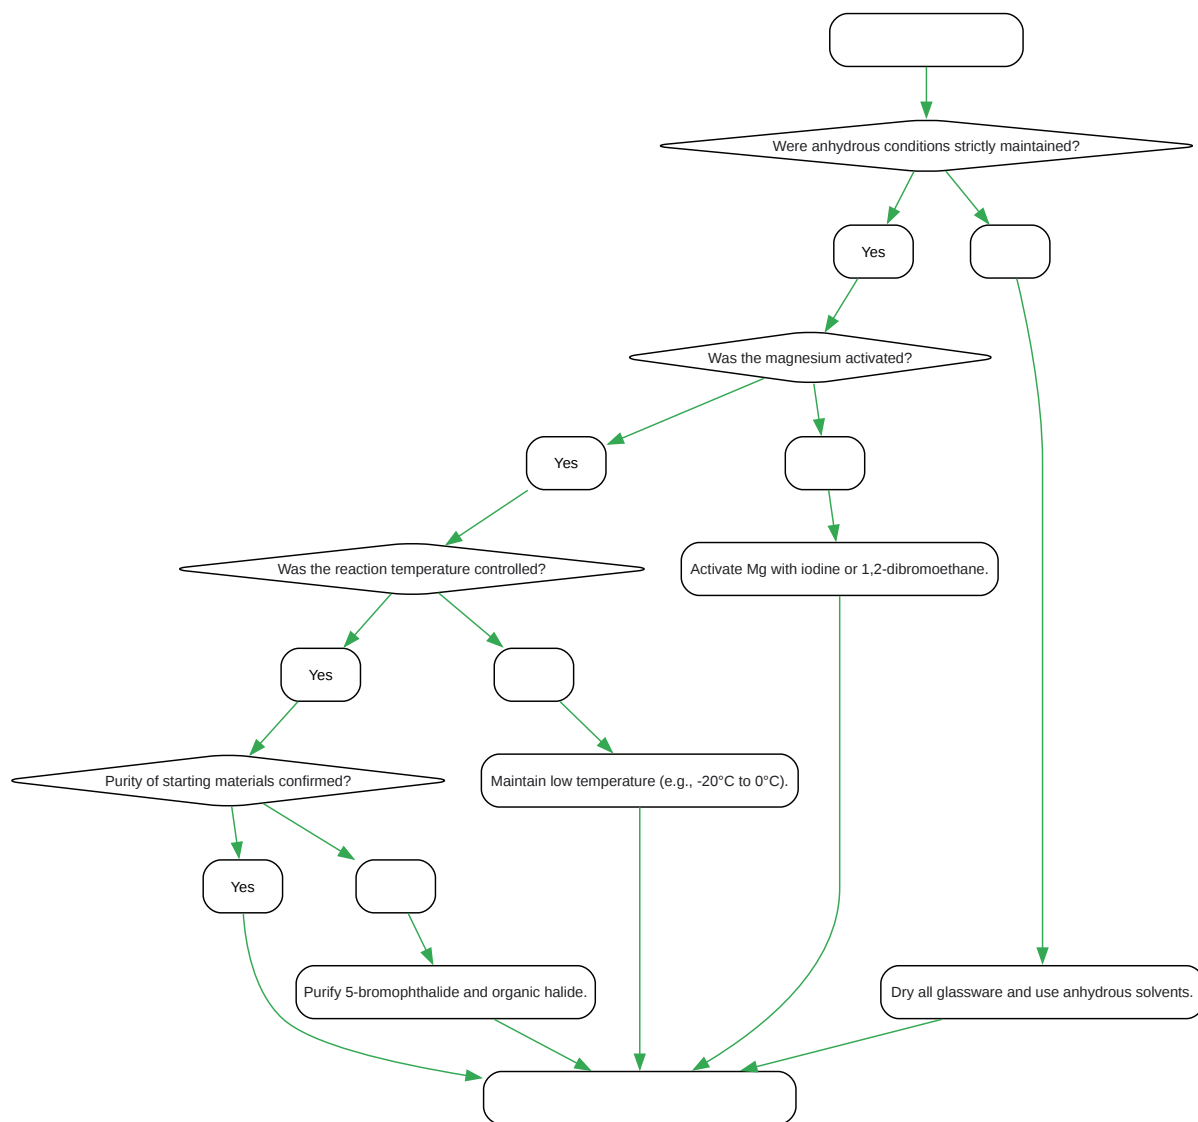 Were anhydrous conditions strictly maintained?
Yes
Was the magnesium activated?
Yes
Was the reaction temperature controlled?
Activate Mg with iodine or 1,2-dibromoethane.
Yes
Purity of starting materials confirmed?
Maintain low temperature (e.g., -20°C to 0°C).
Yes
Purify 5-bromophthalide and organic halide.
Dry all glassware and use anhydrous solvents.